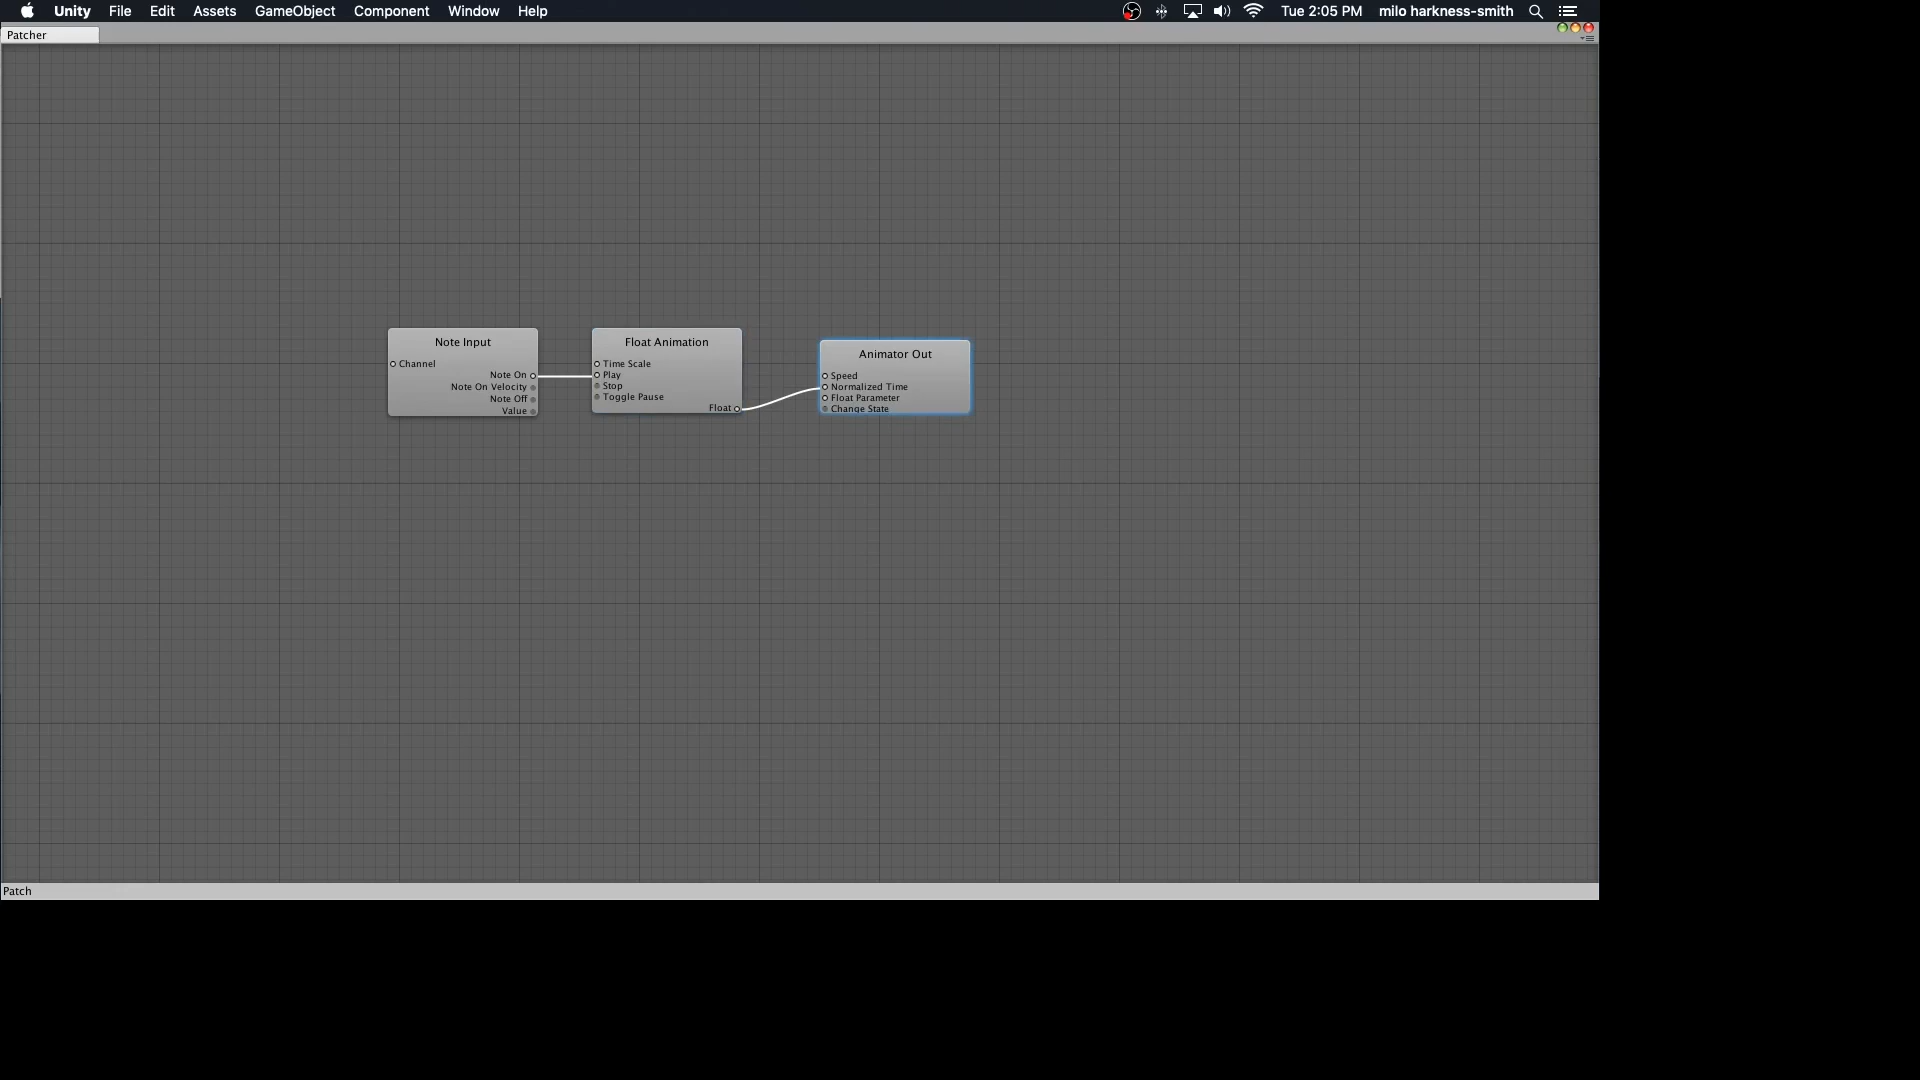 Unity File Edit Assets GameObject Component Window Help Tue 2:05 PM milo harkness-smith
Patcher
Note Input
Channel
Note On
Note On Velocity
Note Off
Value
Float Animation
Time Scale
Play
Stop
Toggle Pause
Float
Animator Out
Speed
Normalized Time
Float Parameter
Change State
Patch